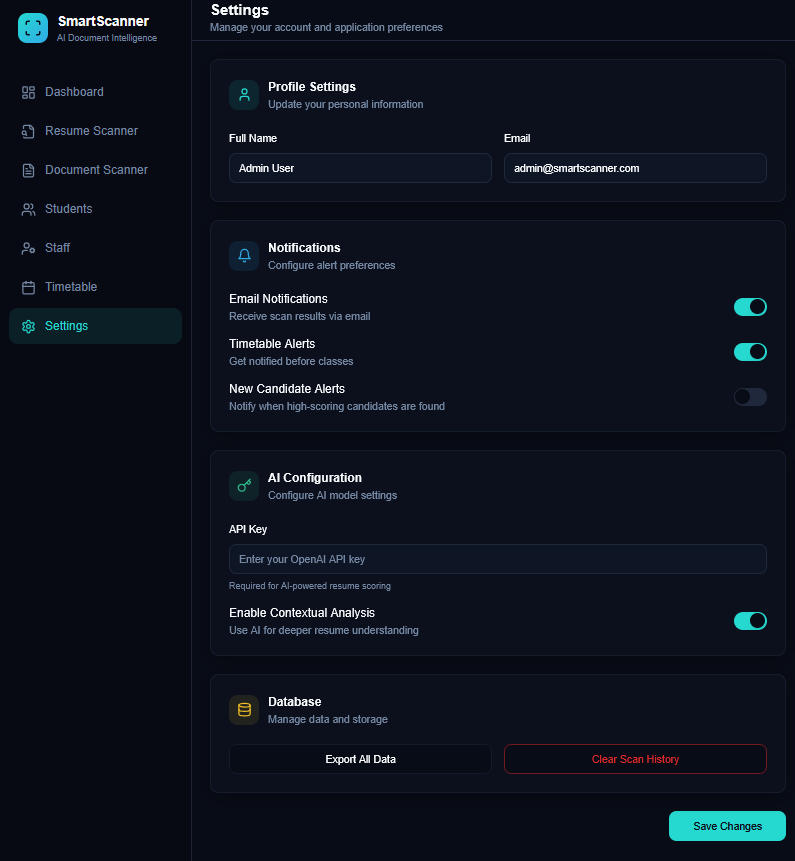 SmartScanner
AI Document Intelligence
Dashboard
Resume Scanner
Document Scanner
Students
Staff
Timetable
Settings
Settings
Manage your account and application preferences
Profile Settings
Update your personal information
Full Name
Email
Admin User
admin@smartscanner.com
Notifications
Configure alert preferences
Email Notifications
Receive scan results via email
Timetable Alerts
Get notified before classes
New Candidate Alerts
Notify when high-scoring candidates are found
AI Configuration
Configure AI model settings
API Key
Enter your OpenAI API key
Required for AI-powered resume scoring
Enable Contextual Analysis
Use AI for deeper resume understanding
Database
Manage data and storage
Export All Data
Clear Scan History
Save Changes